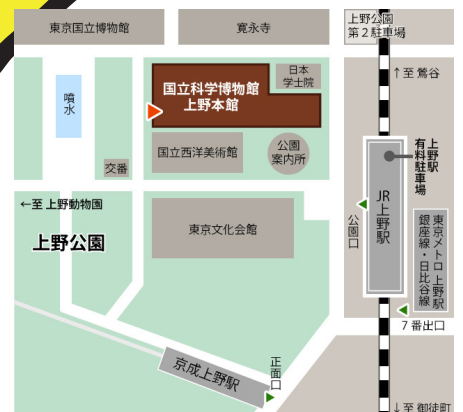 東京国立博物館
寛永寺
上野公園
第2駐車場
↑至 鶯谷
噴水
国立科学博物館
上野本館
日本
学士院
国立西洋美術館
公園
案内所
交番
上野駅
有料駐車場
JR上野駅
←至 上野動物園
上野公園
東京文化会館
公園口
東京メトロ 上野駅
銀座線・日比谷線
7番出口
京成上野駅
正面口
↓至 御徒町